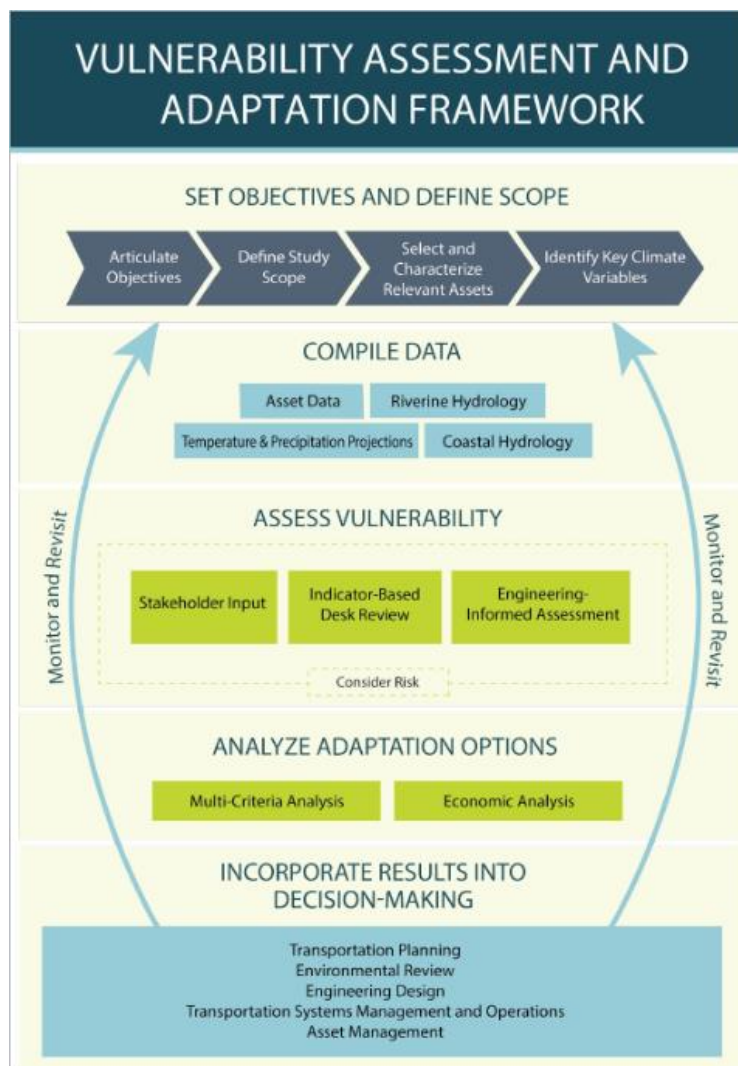 VULNERABILITY ASSESSMENT AND
ADAPTATION FRAMEWORK
SET OBJECTIVES AND DEFINE SCOPE
Articulate
Objectives
Define Study
Scope
Select and
Characterize
Relevant Assets
Identify Key Climate
Variables
COMPILE DATA
Asset Data
Riverine Hydrology
Temperature & Precipitation Projections
Coastal Hydrology
ASSESS VULNERABILITY
Stakeholder Input
Indicator-Based
Desk Review
Engineering-
Informed Assessment
Consider Risk
Monitor and Revisit
Monitor and Revisit
ANALYZE ADAPTATION OPTIONS
Multi-Criteria Analysis
Economic Analysis
INCORPORATE RESULTS INTO
DECISION-MAKING
Transportation Planning
Environmental Review
Engineering Design
Transportation Systems Management and Operations
Asset Management